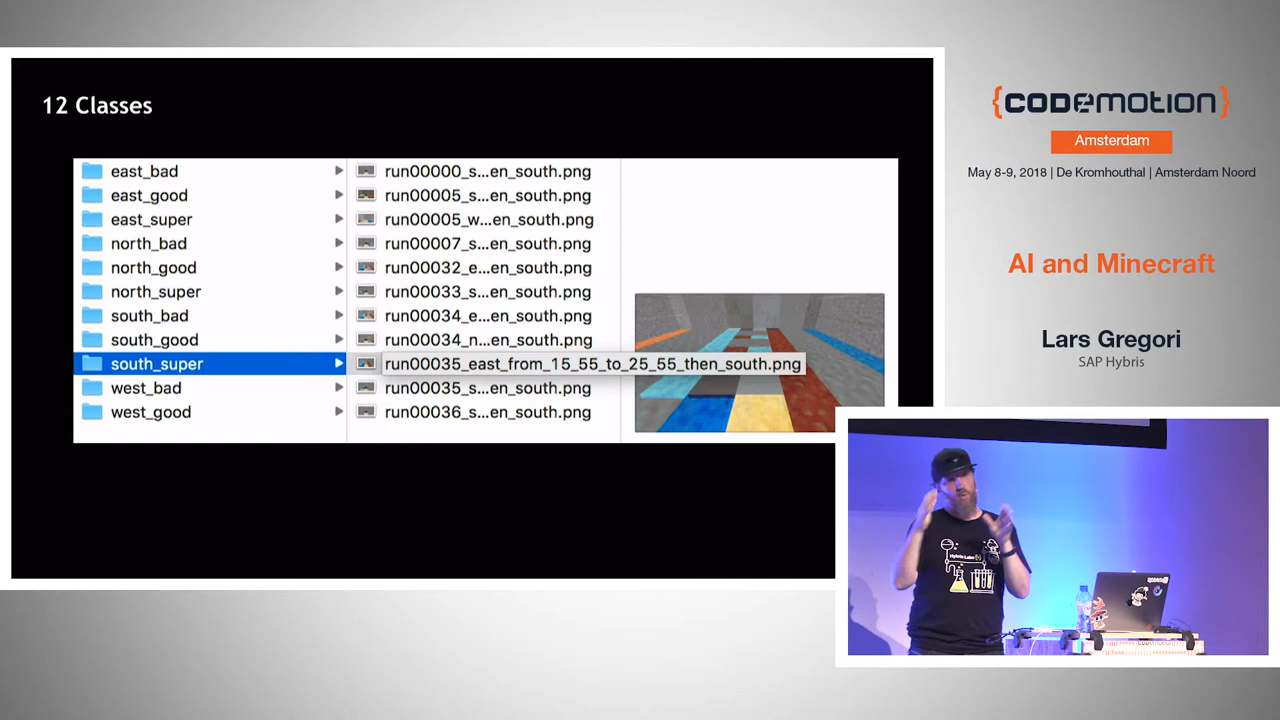 12 Classes
east_bad
east_good
east_super
north_bad
north_good
north_super
south_bad
south_good
south_super
west_bad
west_good
run00000_s...en_south.png
run00005_s...en_south.png
run00005_w...en_south.png
run00007_s...en_south.png
run00032_e...en_south.png
run00033_s...en_south.png
run00034_e...en_south.png
run00034_n...en_south.png
run00035_east_from_15_55_to_25_55_then_south.png
run00035_s...en_south.png
run00036_s...en_south.png
{CODEMOTION}
Amsterdam
May 8-9, 2018 | De Kromhouthal | Amsterdam Noord
AI and Minecraft
Lars Gregori
SAP Hybris
Hybris Labs